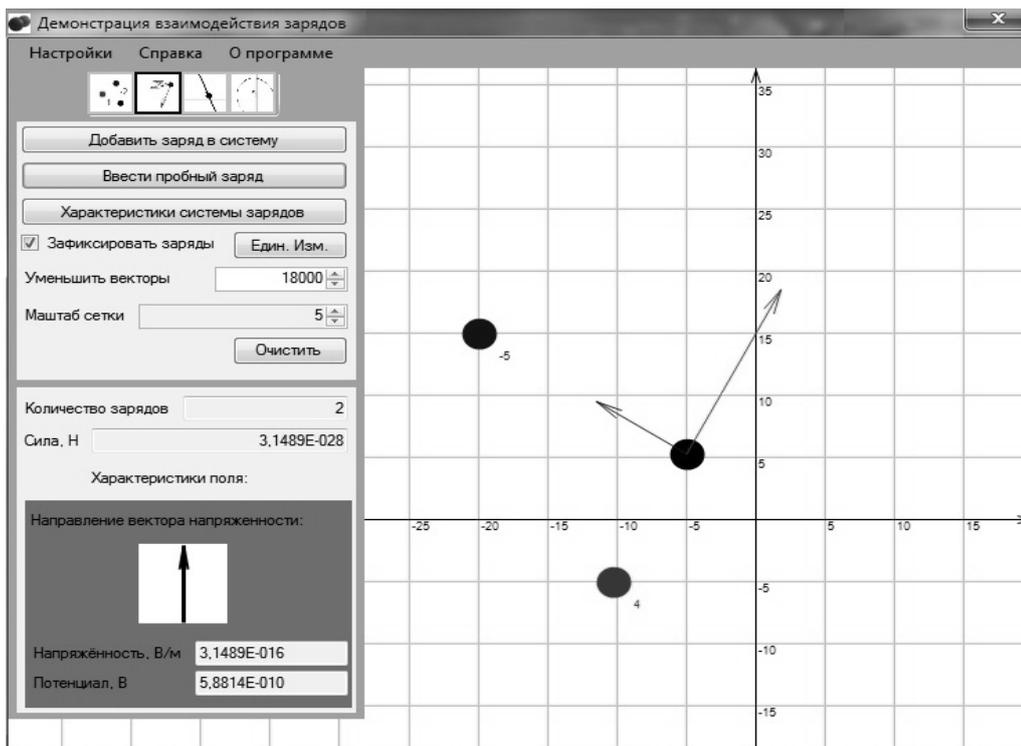 Демонстрация взаимодействия зарядов
Настройки Справка О программе
Добавить заряд в систему
Ввести пробный заряд
Характеристики системы зарядов
Зафиксировать заряды Един. Изм.
Уменьшить векторы 18000
Маштаб сетки 5
Очистить
Количество зарядов 2
Сила, Н 3,1489E-028
Характеристики поля:
Направление вектора напряженности:
Напряжённость, В/м 3,1489E-016
Потенциал, В 5,8814E-010
35
30
25
20
15
-5
10
5
-25 -20 -15 -10 -5 5 10 15
-5
4
-10
-15